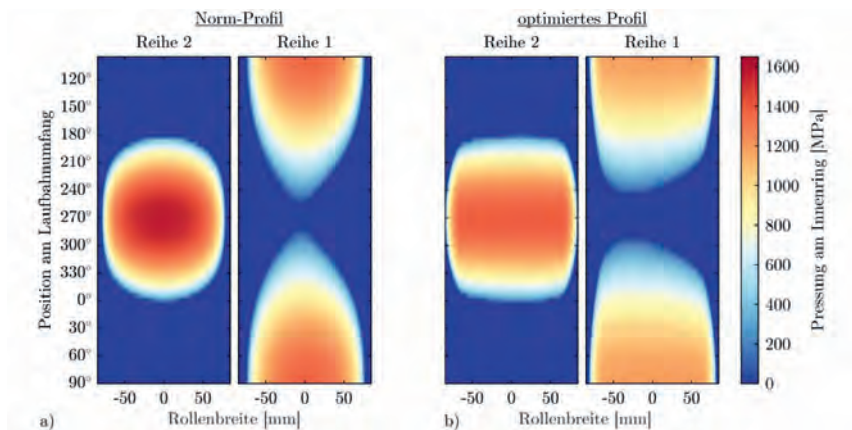 Norm-Profil
optimiertes Profil
Reihe 2
Reihe 1
Reihe 2
Reihe 1
120°
150°
180°
210°
240°
270°
300°
330°
0°
30°
60°
90°
Position am Laufbahnumfang
-50 0 50
-50 0 50
-50 0 50
-50 0 50
a)
Rollenbreite [mm]
b)
Rollenbreite [mm]
1600
1400
1200
1000
800
600
400
200
0
Pressung am Innenring [MPa]